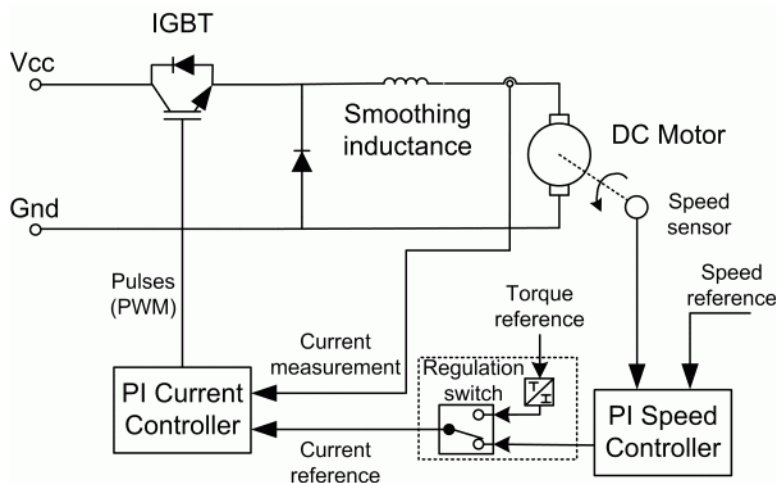 IGBT
Vcc
Smoothing
inductance
DC Motor
Gnd
Speed
sensor
Pulses
(PWM)
Speed
reference
Torque
reference
Current
measurement
Regulation
switch
T
I
PI Current
Controller
PI Speed
Controller
Current
reference